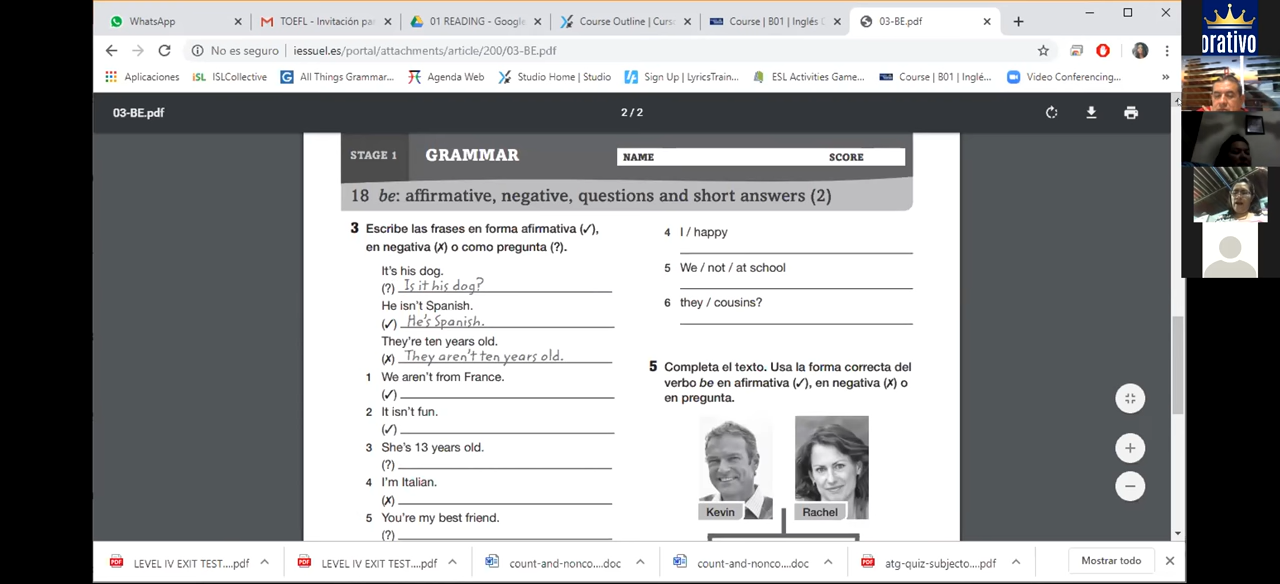 WhatsApp
TOEFL - Invitación pa
01 READING - Google
Course Outline (Curs
Course | B01 | Inglés
03-BE.pdf
No es seguro | iessuel.es/portal/attachments/article/200/03-BE.pdf
Aplicaciones
iSL ISLCollective
All Things Grammar...
Agenda Web
Studio Home | Studio
Sign Up | LyricsTrain...
ESL Activities Game...
Course | B01 | Inglé...
Video Conferencing...
»
orativo
03-BE.pdf
2 / 2
STAGE 1
GRAMMAR
NAME
SCORE
18 be: affirmative, negative, questions and short answers (2)
3 Escribe las frases en forma afirmativa (✓),
en negativa (✗) o como pregunta (?).
It's his dog.
(?) Is it his dog?
He isn't Spanish.
(✓) He's Spanish.
They're ten years old.
(✗) They aren't ten years old.
1 We aren't from France.
(✓)
2 It isn't fun.
(✓)
3 She's 13 years old.
(?)
4 I'm Italian.
(✗)
5 You're my best friend.
(?)
4 I / happy
5 We / not / at school
6 they / cousins?
5 Completa el texto. Usa la forma correcta del
verbo be en afirmativa (✓), en negativa (✗) o
en pregunta.
Kevin
Rachel
LEVEL IV EXIT TEST....pdf
LEVEL IV EXIT TEST....pdf
count-and-nonco....doc
count-and-nonco....doc
atg-quiz-subjecto....pdf
Mostrar todo